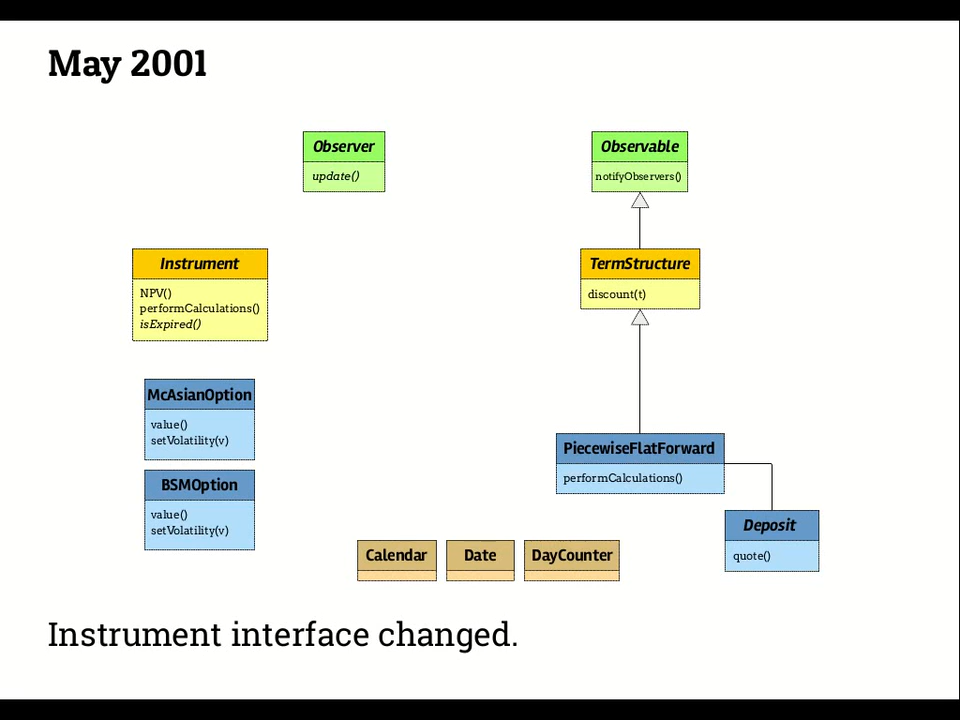 May 2001
Observer
update()
Observable
notifyObservers()
Instrument
NPV()
performCalculations()
isExpired()
TermStructure
discount(t)
McAsianOption
value()
setVolatility(v)
PiecewiseFlatForward
performCalculations()
BSMOption
value()
setVolatility(v)
Deposit
quote()
Calendar
Date
DayCounter
Instrument interface changed.